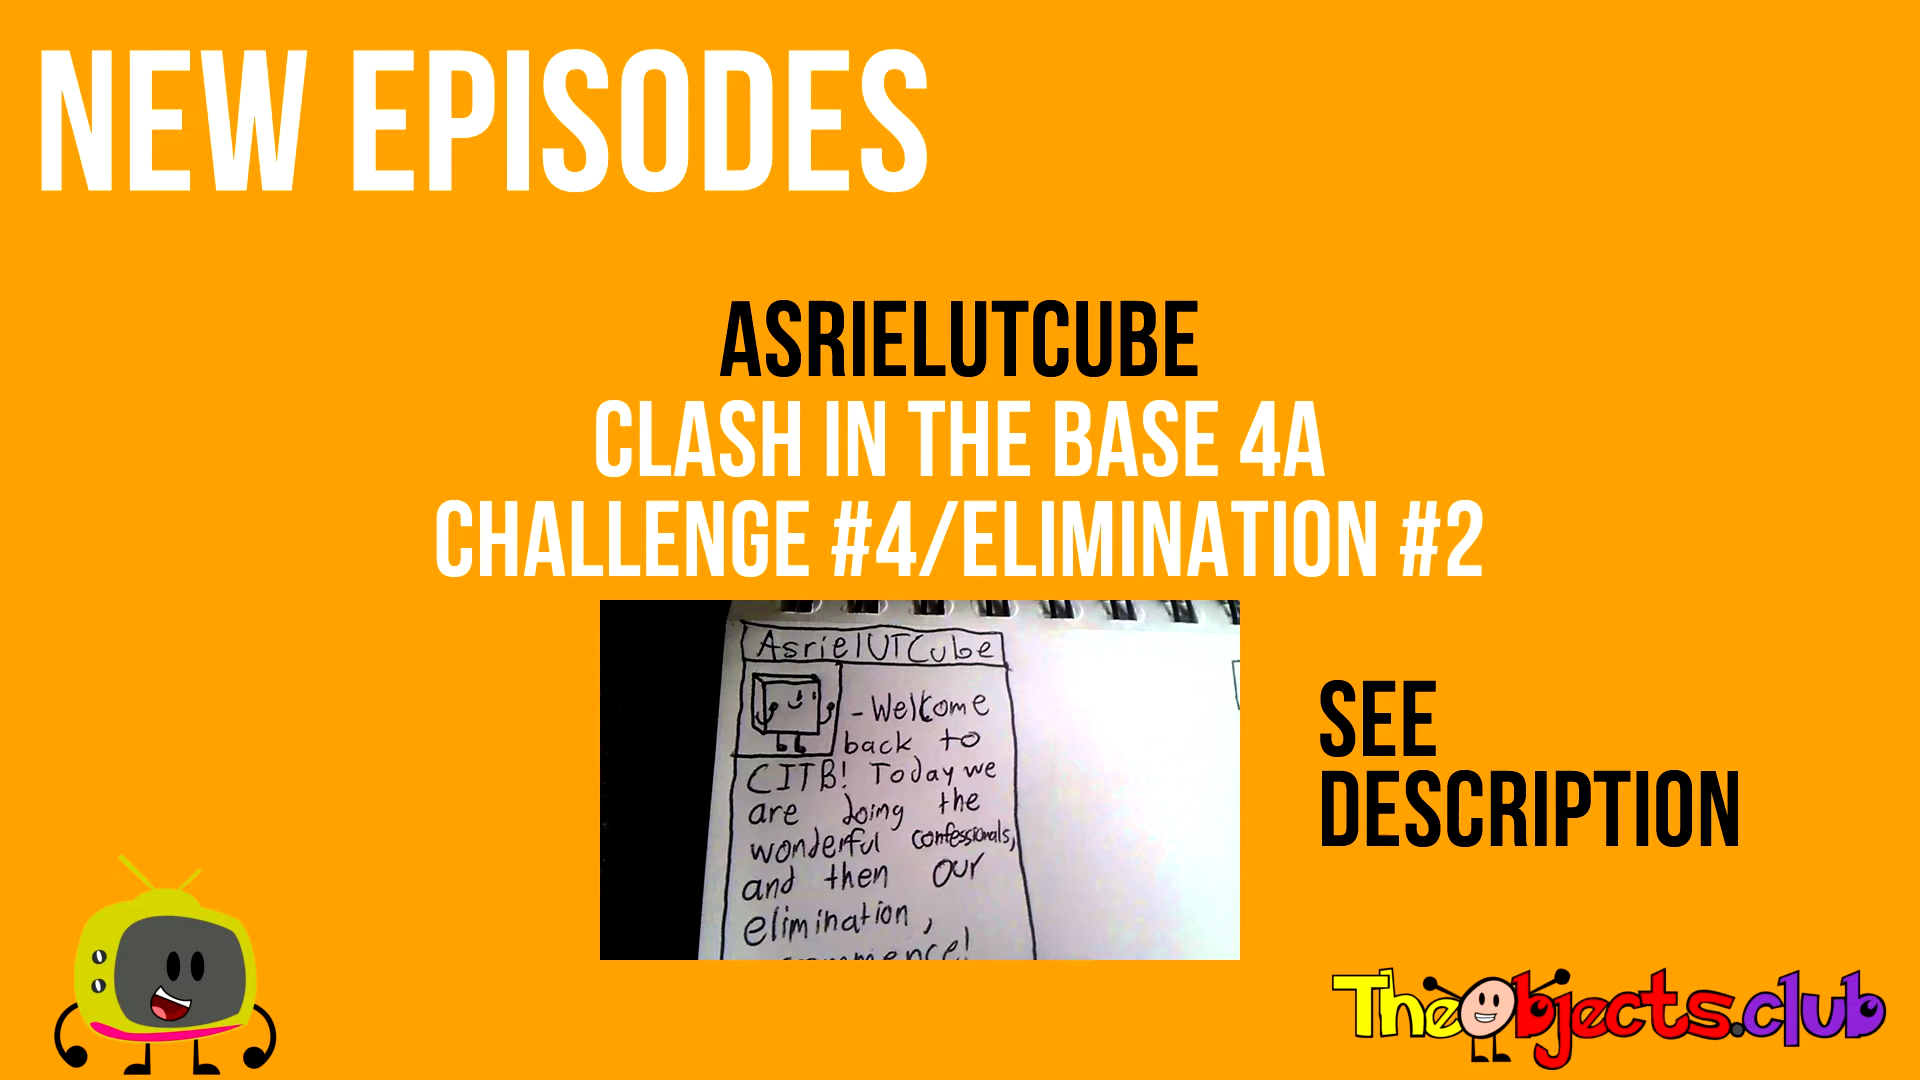 NEW EPISODES
ASRIELUTCUBE
CLASH IN THE BASE 4A
CHALLENGE #4/ELIMINATION #2
AsrielUTCube
-Welcome
back to
CITB! Today we
are doing the
wonderful confessionals,
and then our
elimination,
SEE
DESCRIPTION
TheObjects.club